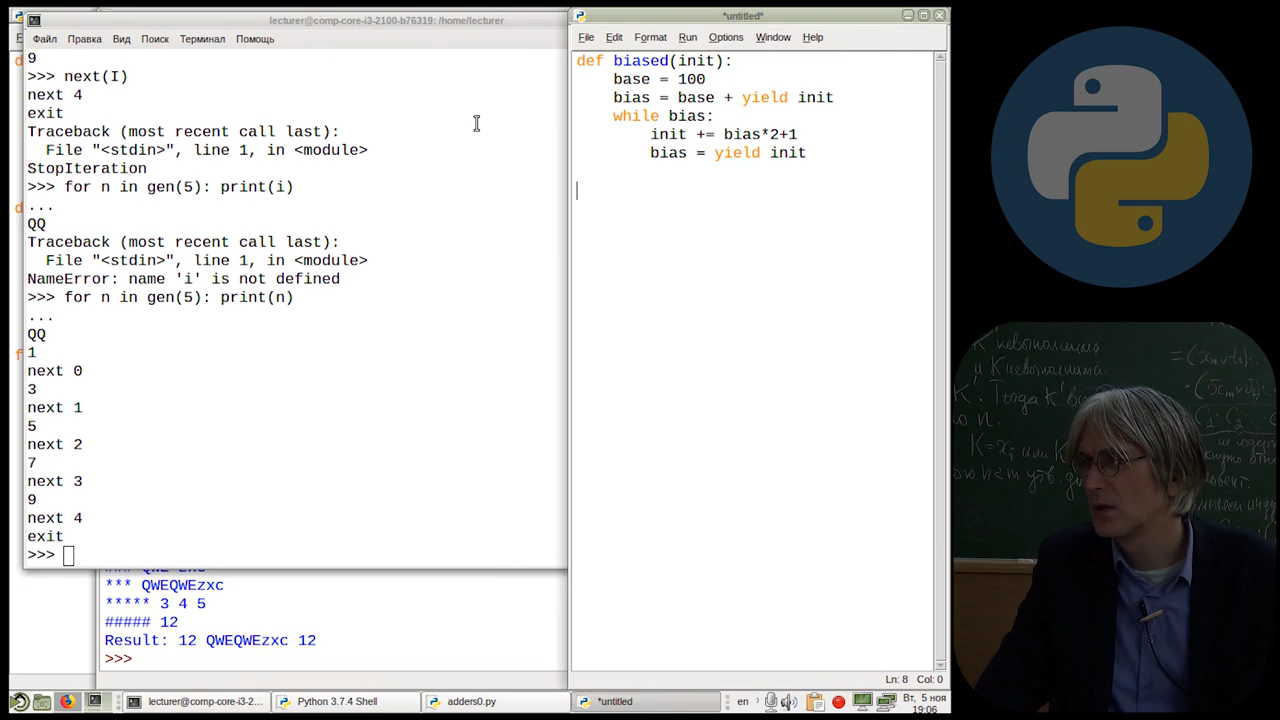 lecturer@comp-core-i3-2100-b76319: /home/lecturer
Файл Правка Вид Поиск Терминал Помощь
9
>>> next(I)
next 4
exit
Traceback (most recent call last):
  File "<stdin>", line 1, in <module>
StopIteration
>>> for n in gen(5): print(i)
...
QQ
Traceback (most recent call last):
  File "<stdin>", line 1, in <module>
NameError: name 'i' is not defined
>>> for n in gen(5): print(n)
...
QQ
1
next 0
3
next 1
5
next 2
7
next 3
9
next 4
exit
>>>
*** QWEQWEzxc
***** 3 4 5
##### 12
Result: 12 QWEQWEzxc 12
>>>
*untitled*
File Edit Format Run Options Window Help
def biased(init):
    base = 100
    bias = base + yield init
    while bias:
        init += bias*2+1
        bias = yield init
Ln: 8 Col: 0
К невыполнима
и К невыполнима.
К'. Тогда К'
K = x
или К
lecturer@comp-core-i3-2... Python 3.7.4 Shell adders0.py *untitled en Вт, 5 ноя
19:06